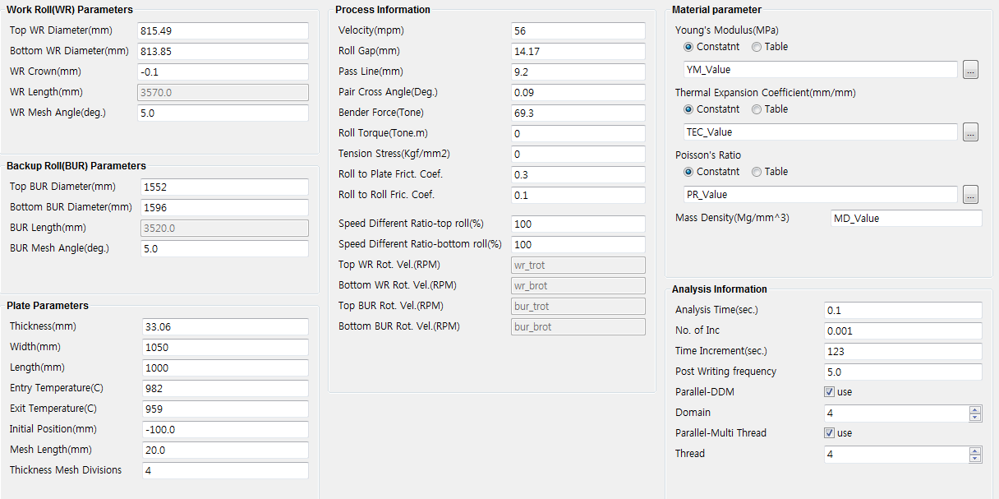 Work Roll(WR) Parameters
Top WR Diameter(mm) 815.49
Bottom WR Diameter(mm) 813.85
WR Crown(mm) -0.1
WR Length(mm) 3570.0
WR Mesh Angle(deg.) 5.0
Backup Roll(BUR) Parameters
Top BUR Diameter(mm) 1552
Bottom BUR Diameter(mm) 1596
BUR Length(mm) 3520.0
BUR Mesh Angle(deg.) 5.0
Plate Parameters
Thickness(mm) 33.06
Width(mm) 1050
Length(mm) 1000
Entry Temperature(C) 982
Exit Temperature(C) 959
Initial Position(mm) -100.0
Mesh Length(mm) 20.0
Thickness Mesh Divisions 4
Process Information
Velocity(mpm) 56
Roll Gap(mm) 14.17
Pass Line(mm) 9.2
Pair Cross Angle(Deg.) 0.09
Bender Force(Tone) 69.3
Roll Torque(Tone.m) 0
Tension Stress(Kgf/mm2) 0
Roll to Plate Frict. Coef. 0.3
Roll to Roll Fric. Coef. 0.1
Speed Different Ratio-top roll(%) 100
Speed Different Ratio-bottom roll(%) 100
Top WR Rot. Vel.(RPM) wr_trot
Bottom WR Rot. Vel.(RPM) wr_brot
Top BUR Rot. Vel.(RPM) bur_trot
Bottom BUR Rot. Vel.(RPM) bur_brot
Material parameter
Young's Modulus(MPa)
Constatnt Table
YM_Value ...
Thermal Expansion Coefficient(mm/mm)
Constatnt Table
TEC_Value ...
Poisson's Ratio
Constatnt Table
PR_Value ...
Mass Density(Mg/mm^3) MD_Value
Analysis Information
Analysis Time(sec.) 0.1
No. of Inc 0.001
Time Increment(sec.) 123
Post Writing frequency 5.0
Parallel-DDM use
Domain 4
Parallel-Multi Thread use
Thread 4